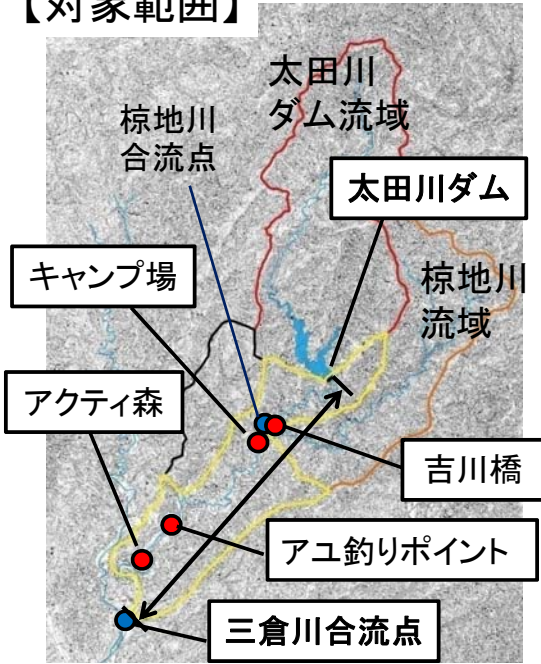 【対象範囲】
太田川
ダム流域
椋地川
合流点
太田川ダム
キャンプ場
椋地川
流域
アクティ森
吉川橋
アユ釣りポイント
三倉川合流点